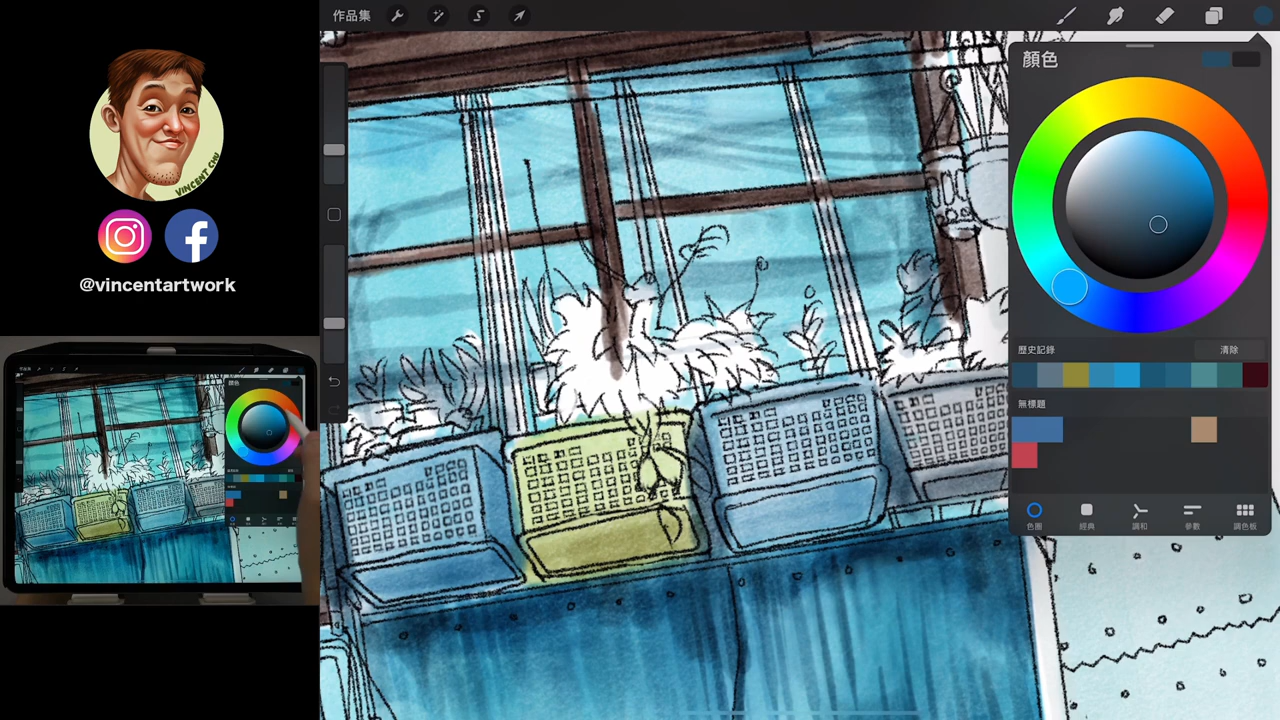 作品集
顏色
VINCENT CHU
@vincentartwork
歷史記錄
清除
無標題
色圈
經典
調和
參數
調色板